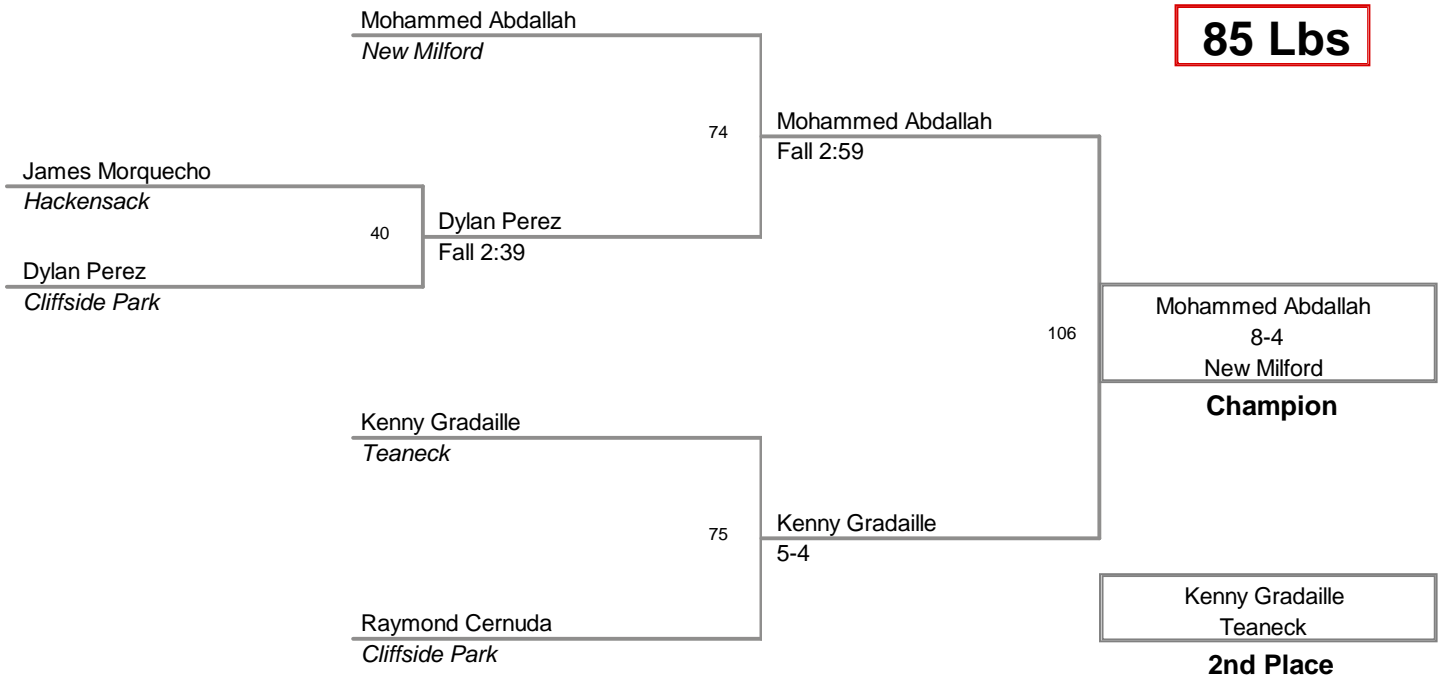 Mohammed Abdallah
New Milford
85 Lbs
74
Mohammed Abdallah
Fall 2:59
James Morquecho
Hackensack
40
Dylan Perez
Fall 2:39
Dylan Perez
Cliffside Park
106
Mohammed Abdallah
8-4
New Milford
Champion
Kenny Gradaille
Teaneck
75
Kenny Gradaille
5-4
Raymond Cernuda
Cliffside Park
Kenny Gradaille
Teaneck
2nd Place